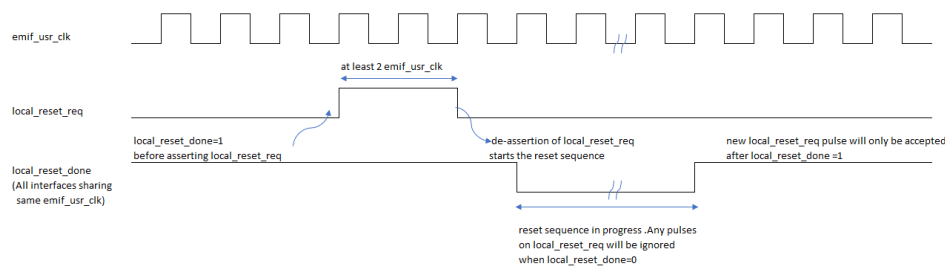 emif_usr_clk
at least 2 emif_usr_clk
local_reset_req
local_reset_done=1
before asserting local_reset_req
de-assertion of local_reset_req
starts the reset sequence
new local_reset_req pulse will only be accepted
after local_reset_done =1
local_reset_done
(All interfaces sharing
same emif_usr_clk)
reset sequence in progress .Any pulses
on local_reset_req will be ignored
when local_reset_done=0